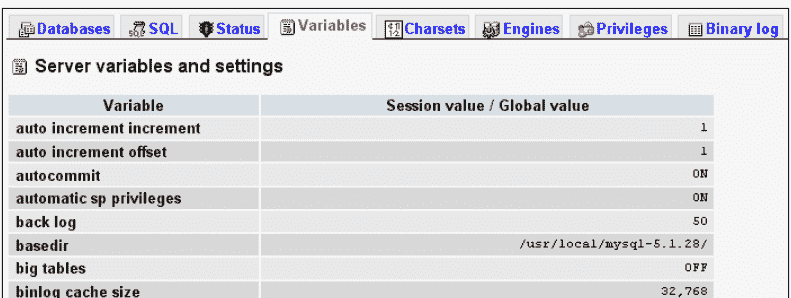 Databases SQL Status Variables Charsets Engines Privileges Binary log
Server variables and settings
Variable Session value / Global value
auto increment increment 1
auto increment offset 1
autocommit ON
automatic sp privileges ON
back log 50
basedir /usr/local/mysql-5.1.28/
big tables OFF
binlog cache size 32,768